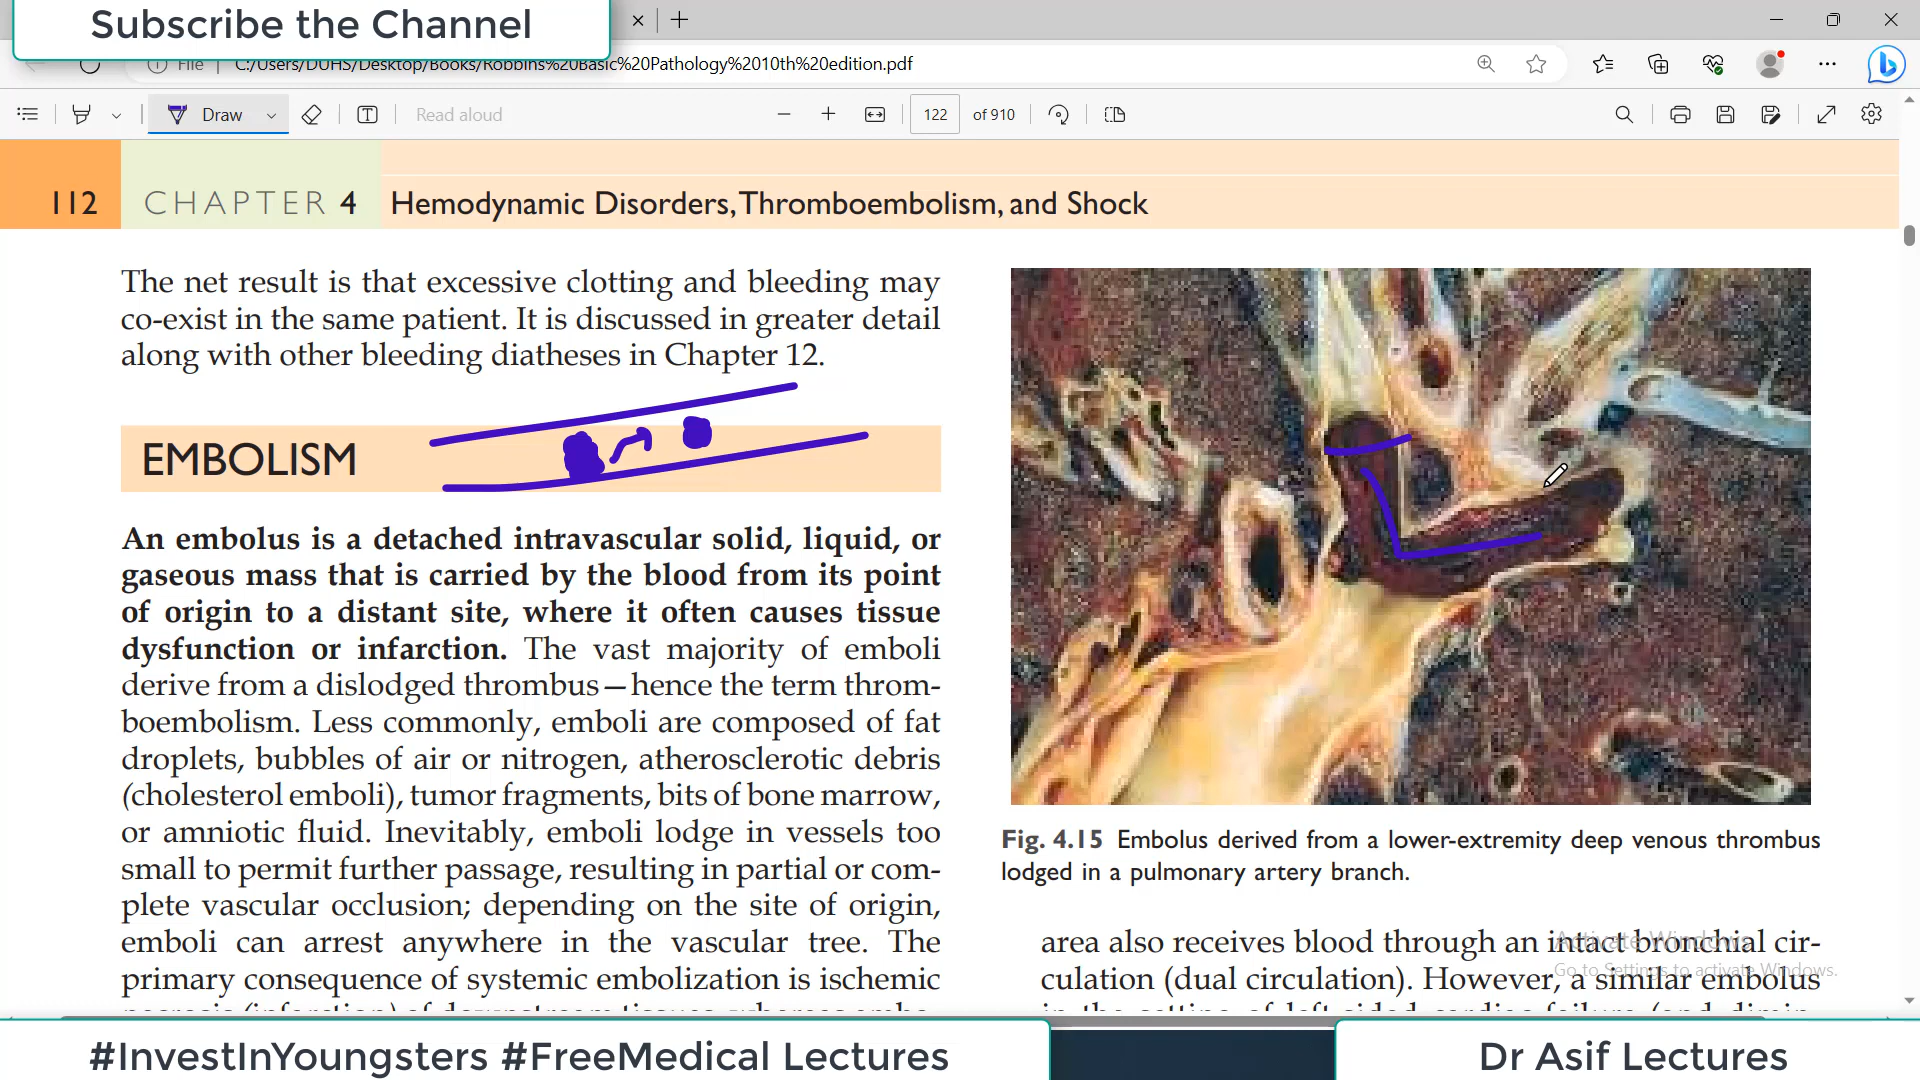 Subscribe the Channel
File
C:/Users/DUHS/Desktop/Books/Robbins%20Basic%20Pathology%2010th%20edition.pdf
Draw
Read aloud
122
of 910
112
CHAPTER 4
Hemodynamic Disorders, Thromboembolism, and Shock
The net result is that excessive clotting and bleeding may
co-exist in the same patient. It is discussed in greater detail
along with other bleeding diatheses in Chapter 12.
EMBOLISM
An embolus is a detached intravascular solid, liquid, or
gaseous mass that is carried by the blood from its point
of origin to a distant site, where it often causes tissue
dysfunction or infarction. The vast majority of emboli
derive from a dislodged thrombus—hence the term throm-
boembolism. Less commonly, emboli are composed of fat
droplets, bubbles of air or nitrogen, atherosclerotic debris
(cholesterol emboli), tumor fragments, bits of bone marrow,
or amniotic fluid. Inevitably, emboli lodge in vessels too
small to permit further passage, resulting in partial or com-
plete vascular occlusion; depending on the site of origin,
emboli can arrest anywhere in the vascular tree. The
primary consequence of systemic embolization is ischemic
Fig. 4.15 Embolus derived from a lower-extremity deep venous thrombus
lodged in a pulmonary artery branch.
area also receives blood through an intact bronchial cir-
culation (dual circulation). However, a similar embolus
Activate Windows
Go to Settings to activate Windows.
#InvestInYoungsters #FreeMedical Lectures
Dr Asif Lectures